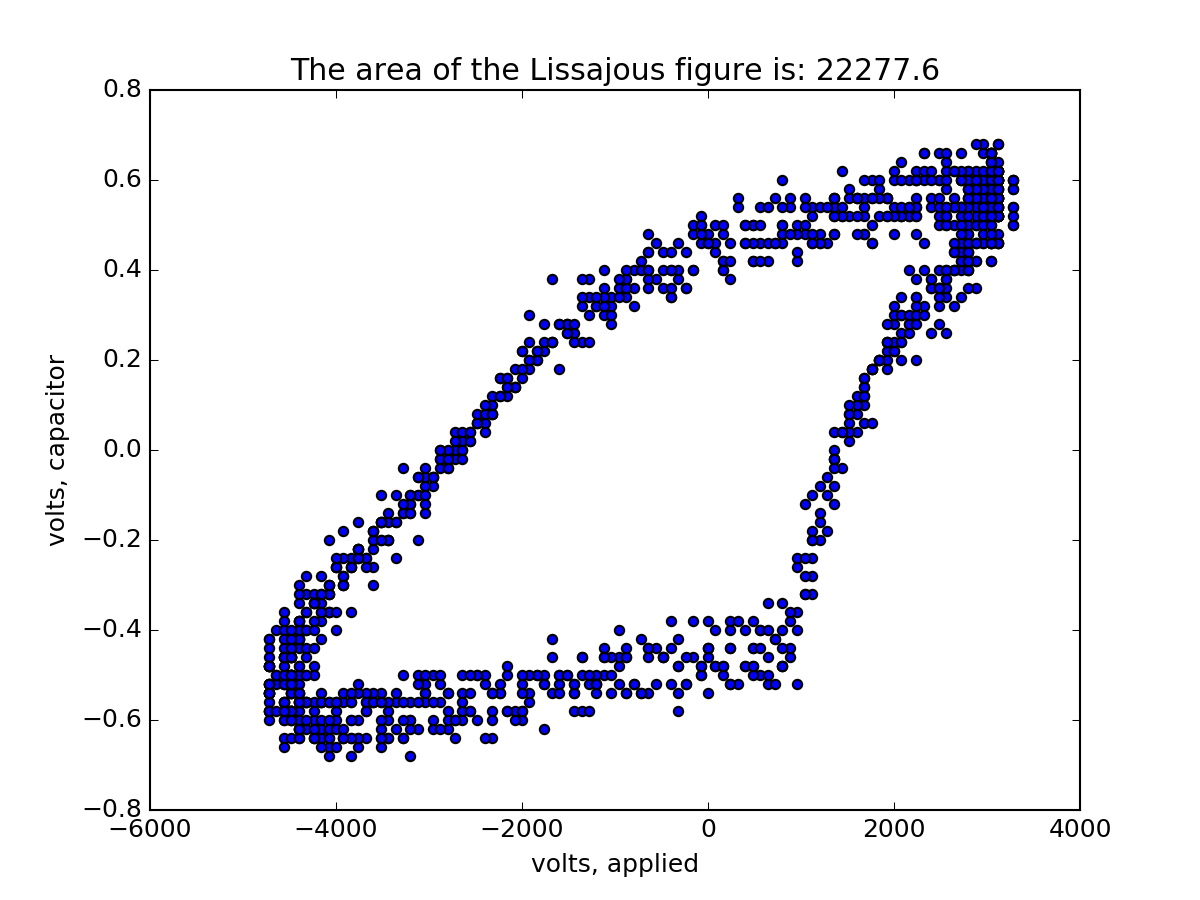 The area of the Lissajous figure is: 22277.6
0.8
0.6
0.4
0.2
0.0
−0.2
−0.4
−0.6
−0.8
volts, capacitor
−6000 −4000 −2000 0 2000 4000
volts, applied